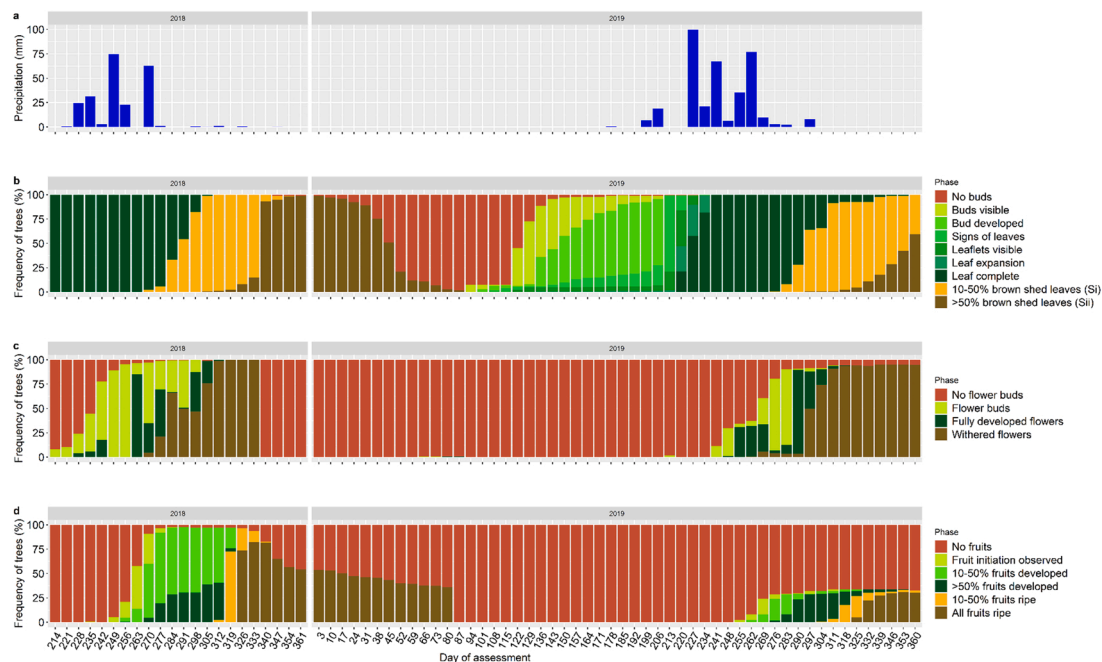 a
2018
2019
Precipitation (mm)
100
75
50
25
0
b
2018
2019
Frequency of trees (%)
100
75
50
25
0
Phase
No buds
Buds visible
Bud developed
Signs of leaves
Leaflets visible
Leaf expansion
Leaf complete
10-50% brown shed leaves (Si)
>50% brown shed leaves (Sii)
c
2018
2019
Frequency of trees (%)
100
75
50
25
0
Phase
No flower buds
Flower buds
Fully developed flowers
Withered flowers
d
2018
2019
Frequency of trees (%)
100
75
50
25
0
Phase
No fruits
Fruit initiation observed
10-50% fruits developed
>50% fruits developed
10-50% fruits ripe
All fruits ripe
214 221 228 235 242 249 256 263 270 277 284 291 298 305 312 319 326 333 340 354 361 3 10 17 24 31 38 45 52 59 66 73 80 87 94 101 108 115 122 129 136 143 150 157 164 171 178 185 192 199 206 213 220 227 234 241 248 255 262 269 276 283 290 297 304 311 318 325 332 339 346 353 360
Day of assessment